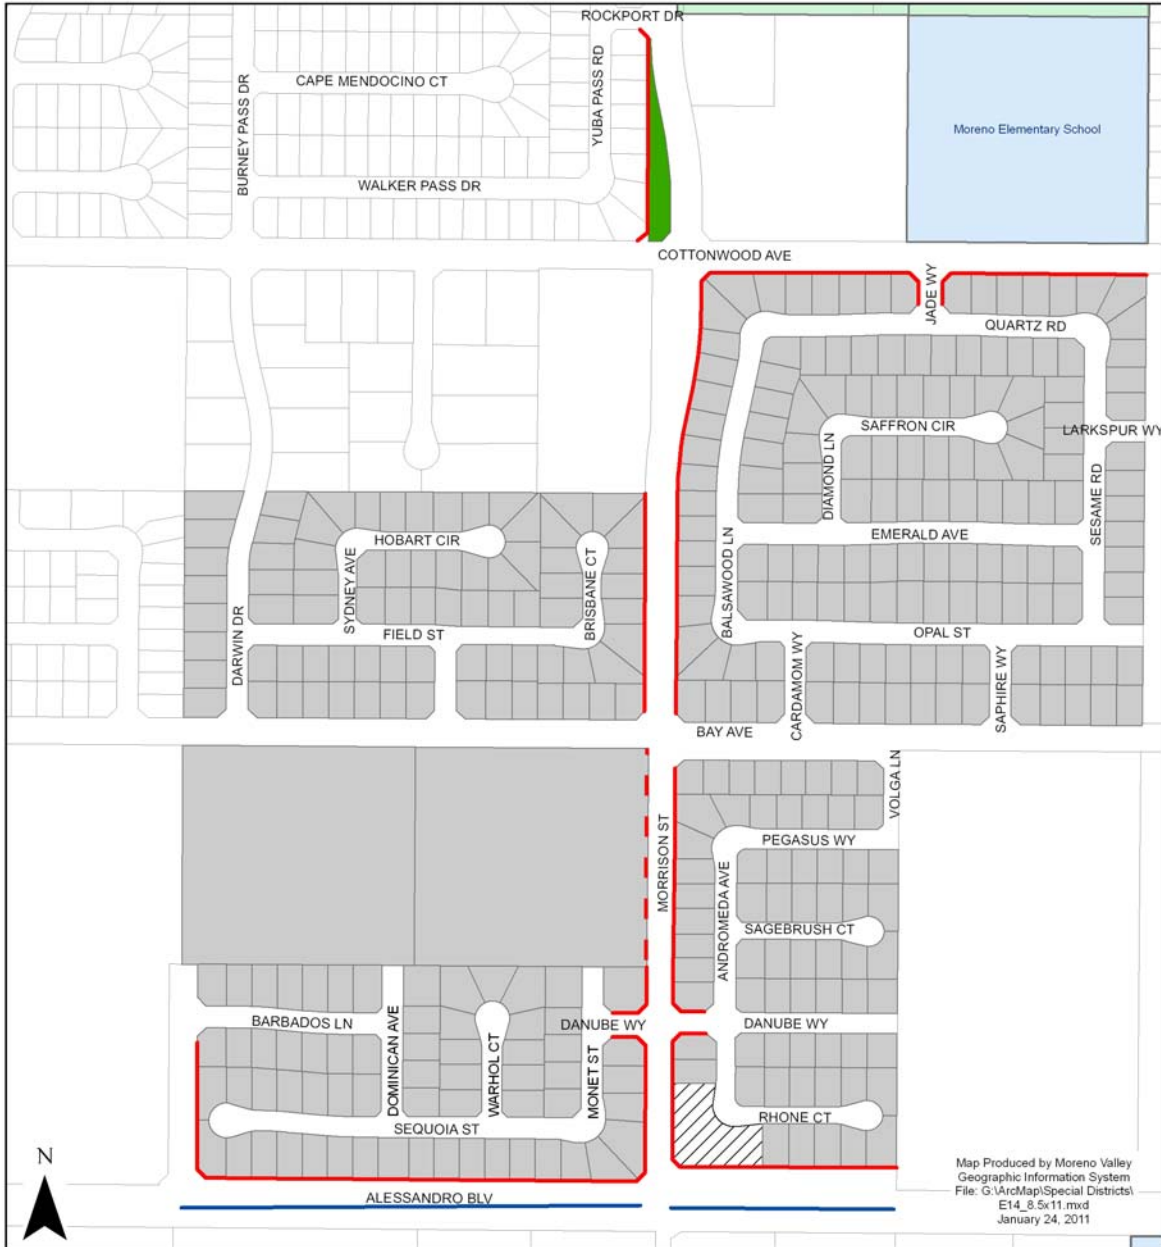 ROCKPORT DR
CAPE MENDOCINO CT
BURNEY PASS DR
YUBA PASS RD
Moreno Elementary School
WALKER PASS DR
COTTONWOOD AVE
JADE WY
QUARTZ RD
SAFFRON CIR
LARKSPUR WY
DIAMOND LN
SESAME RD
HOBART CIR
EMERALD AVE
SYDNEY AVE
BRISBANE CT
BALSAWOOD LN
DARWIN DR
FIELD ST
OPAL ST
CARDAMOM WY
SAPHIRE WY
BAY AVE
VOLGA LN
MORRISON ST
PEGASUS WY
ANDROMEDA AVE
SAGEBRUSH CT
BARBADOS LN
DOMINICAN AVE
WARHOL CT
DANUBE WY
DANUBE WY
MONET ST
RHONE CT
SEQUOIA ST
N
ALESSANDRO BLV
Map Produced by Moreno Valley
Geographic Information System
File: G:\ArcMap\Special Districts\
E14_8.5x11.mxd
January 24, 2011